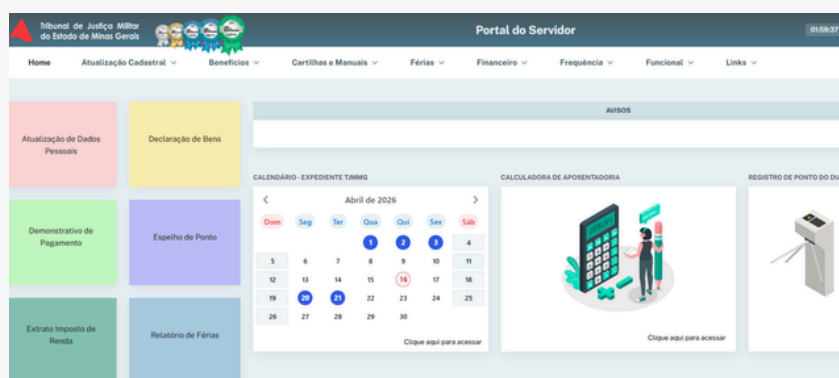 Tribunal de Justiça Militar
do Estado de Minas Gerais
Portal do Servidor
01:59:37
Home
Atualização Cadastral
Benefícios
Cartilhas e Manuais
Férias
Financeiro
Frequência
Funcional
Links
Atualização de Dados
Pessoais
Declaração de Bens
Demonstrativo de
Pagamento
Espelho de Ponto
Extrato Imposto de
Renda
Relatório de Férias
AVISOS
CALENDÁRIO - EXPEDIENTE TJMMG
Abril de 2026
Dom Seg Ter Qua Qui Sex Sáb
1 2 3 4
5 6 7 8 9 10 11
12 13 14 15 16 17 18
19 20 21 22 23 24 25
26 27 28 29 30
Clique aqui para acessar
CALCULADORA DE APOSENTADORIA
Clique aqui para acessar
REGISTRO DE PONTO DO DIA